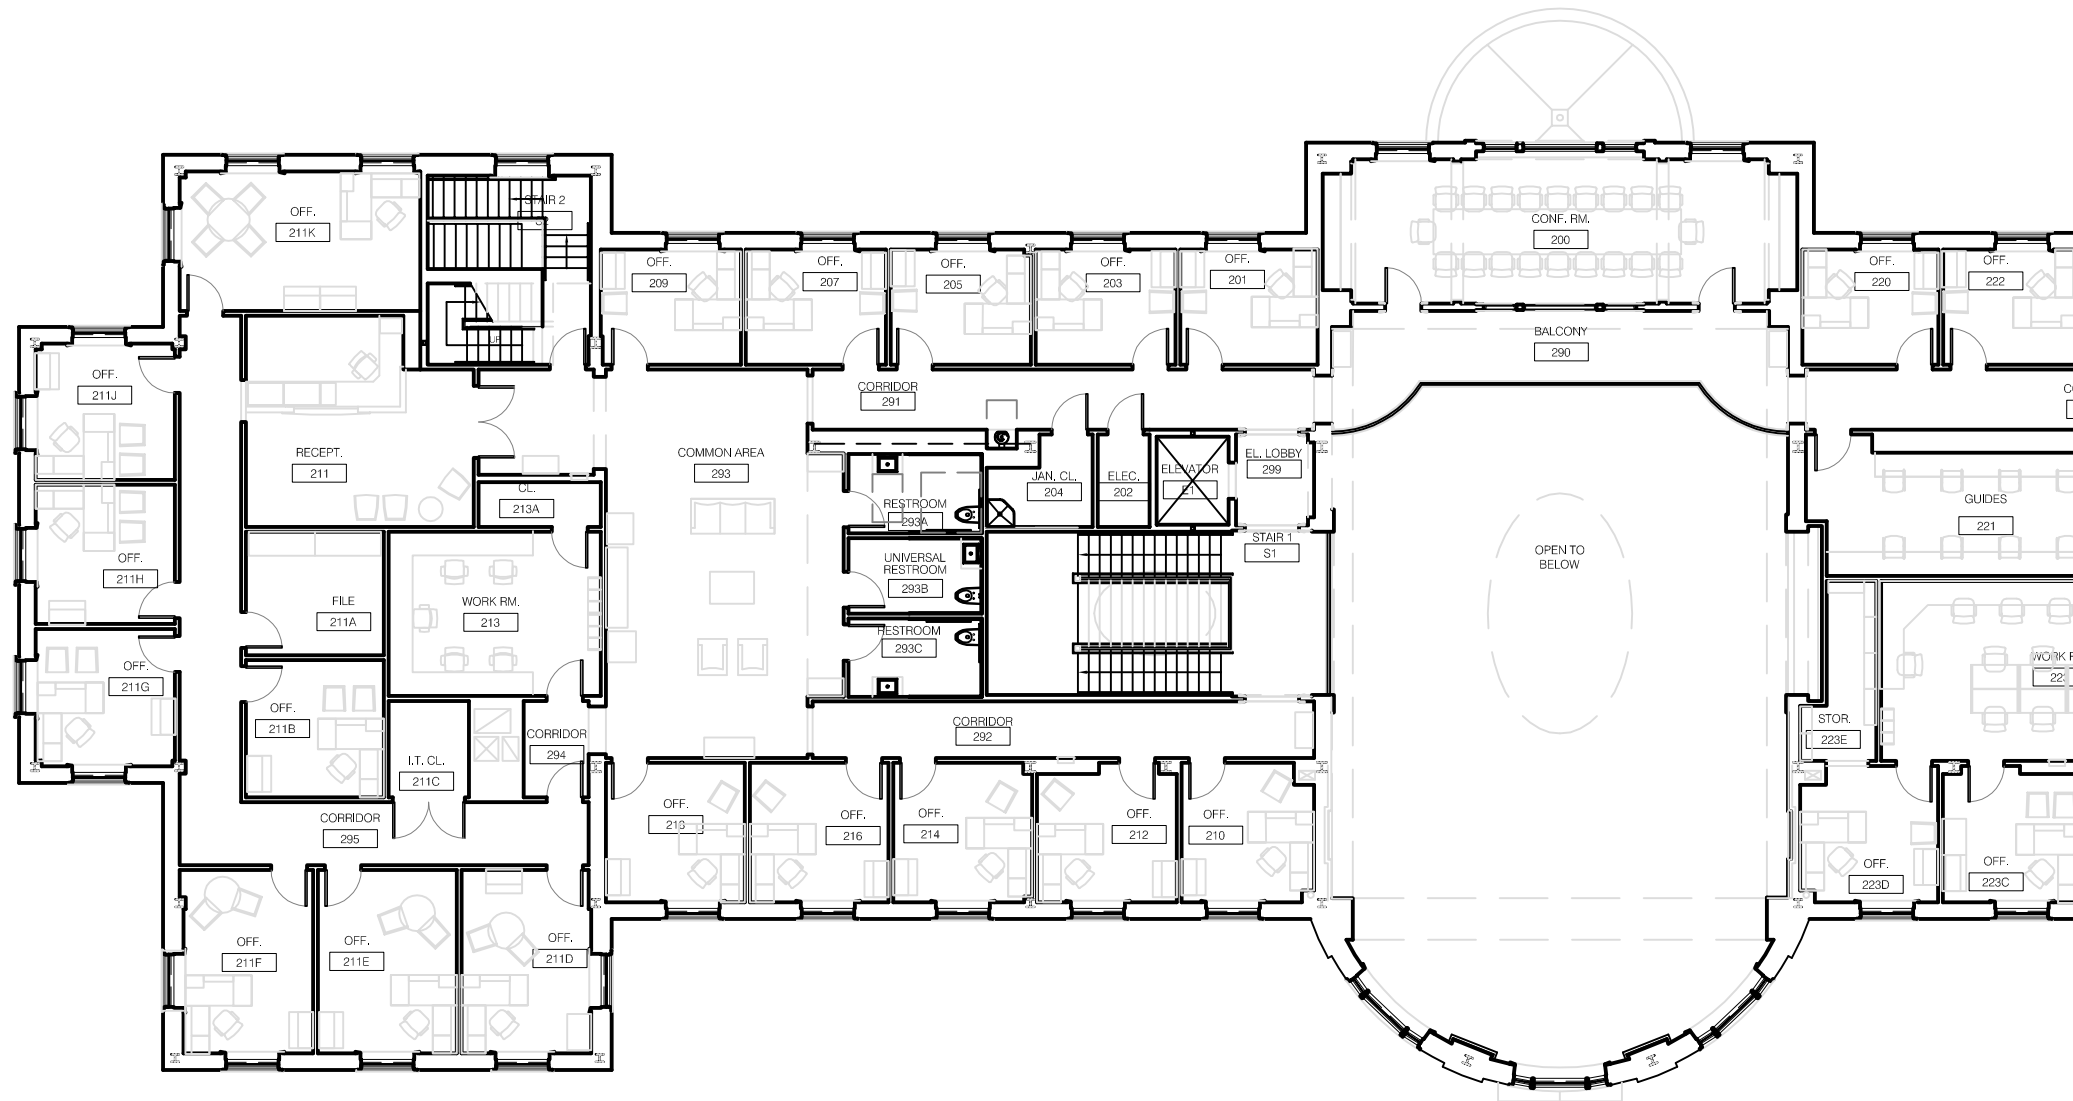 OFF.
211K
STAIR 2
OFF.
209
OFF.
207
OFF.
205
OFF.
203
OFF.
201
CONF. RM.
200
OFF.
220
OFF.
222
UP
BALCONY
290
OFF.
211J
CORRIDOR
291
RECEPT.
211
COMMON AREA
293
CL.
213A
RESTROOM
293A
JAN. CL.
204
ELEC.
202
ELEVATOR
E1
EL. LOBBY
299
GUIDES
221
STAIR 1
S1
OPEN TO
BELOW
OFF.
211H
UNIVERSAL
RESTROOM
293B
FILE
211A
WORK RM.
213
RESTROOM
293C
OFF.
211G
OFF.
211B
I.T. CL.
211C
CORRIDOR
294
CORRIDOR
292
STOR.
223E
WORK
CORRIDOR
295
OFF.
218
OFF.
216
OFF.
214
OFF.
212
OFF.
210
OFF.
223D
OFF.
223C
OFF.
211F
OFF.
211E
OFF.
211D